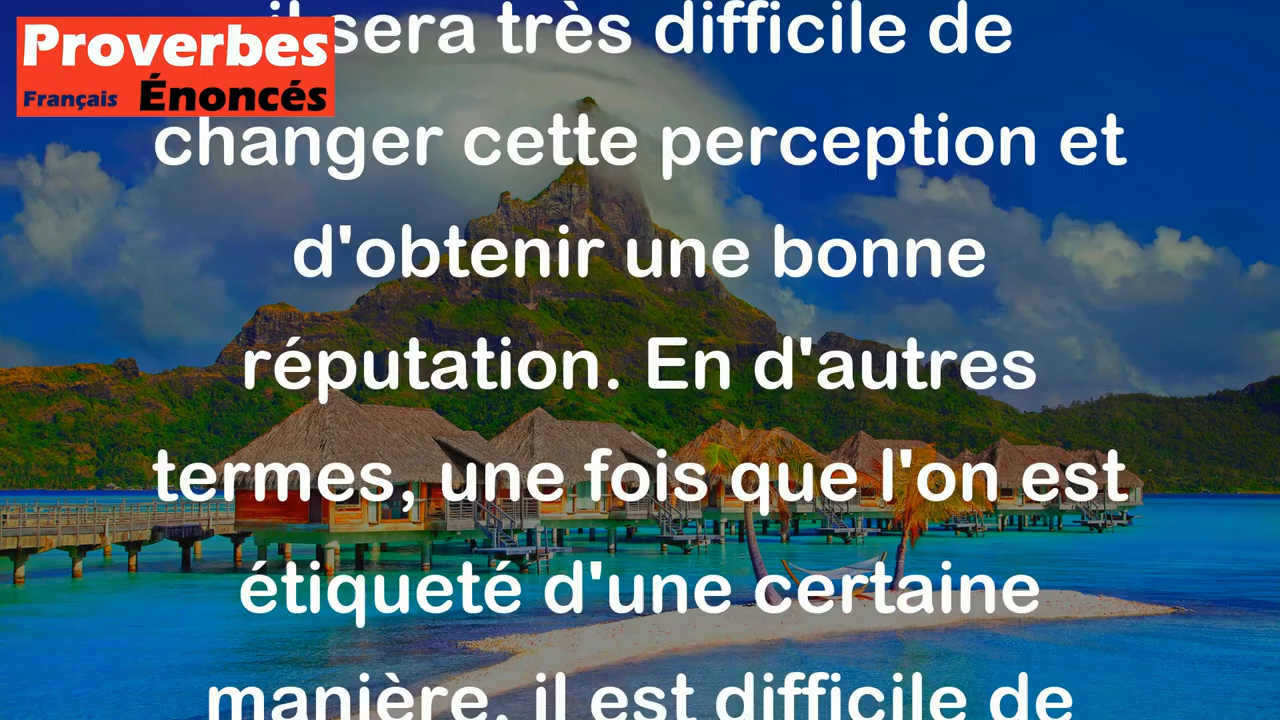 Proverbes
Français Énoncés
il sera très difficile de
changer cette perception et
d'obtenir une bonne
réputation. En d'autres
termes, une fois que l'on est
étiqueté d'une certaine
manière, il est difficile de